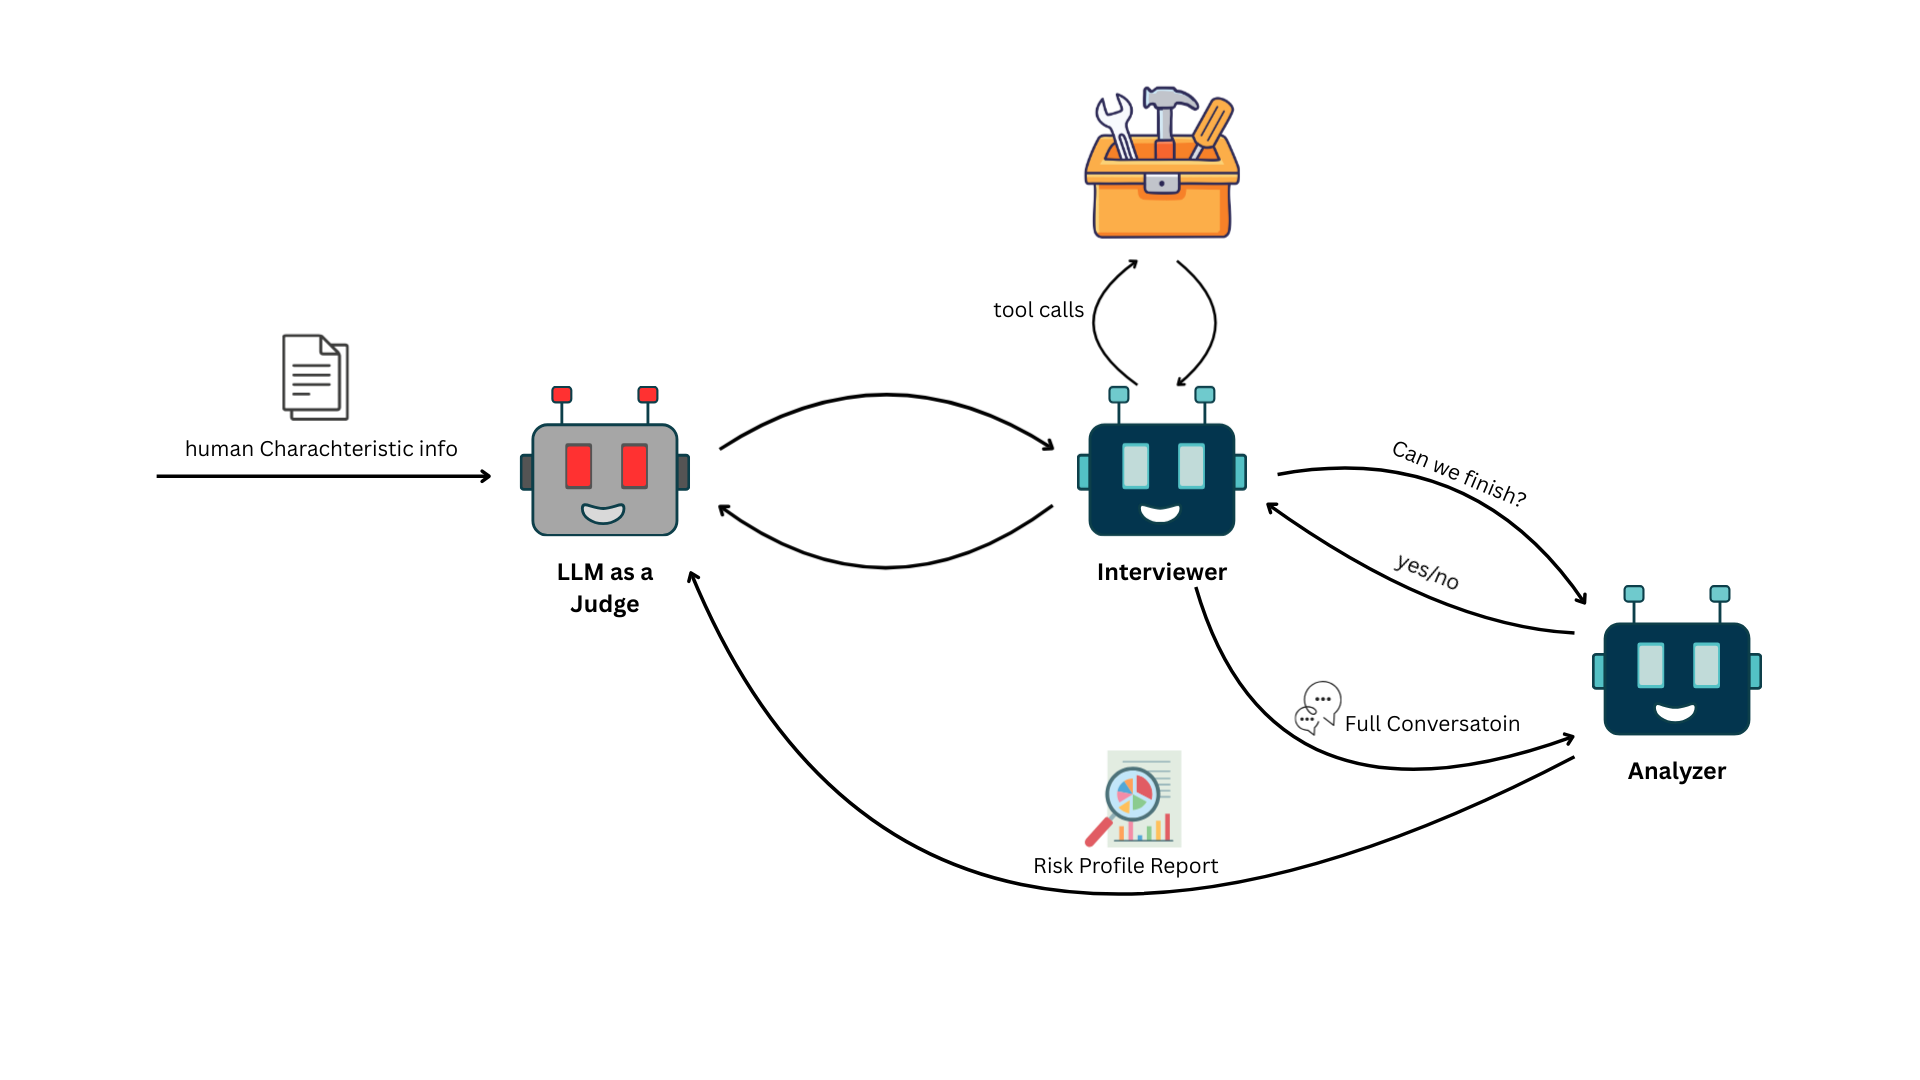 tool calls
human Charachteristic info
Can we finish?
yes/no
LLM as a
Judge
Interviewer
Full Conversatoin
Analyzer
Risk Profile Report